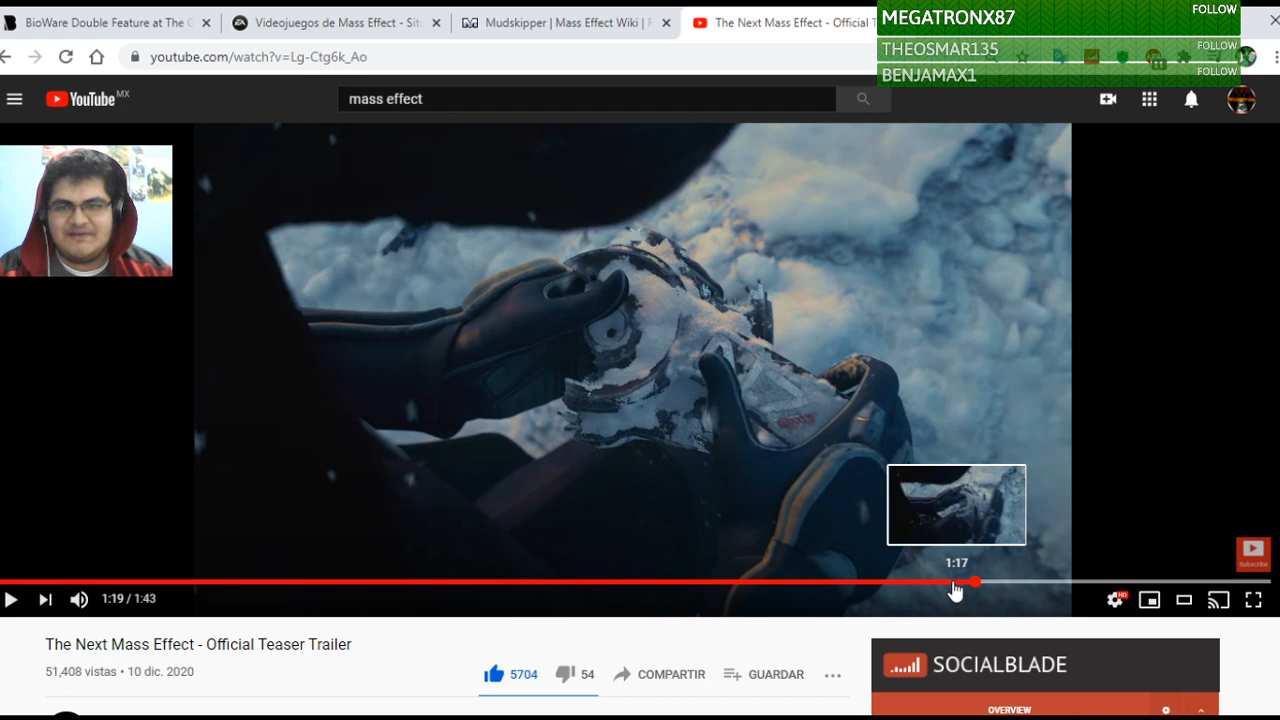 BioWare Double Feature at The G
Videojuegos de Mass Effect - Siti
Mudskipper | Mass Effect Wiki | F
The Next Mass Effect - Official T
MEGATRONX87 FOLLOW
THEOSMAR135 FOLLOW
BENJAMAX1 FOLLOW
youtube.com/watch?v=Lg-Ctg6k_Ao
YouTube MX
mass effect
1:17
Subscribe
1:19 / 1:43
HD
The Next Mass Effect - Official Teaser Trailer
51,408 vistas • 10 dic. 2020
5704
54
COMPARTIR
GUARDAR
SOCIALBLADE
OVERVIEW